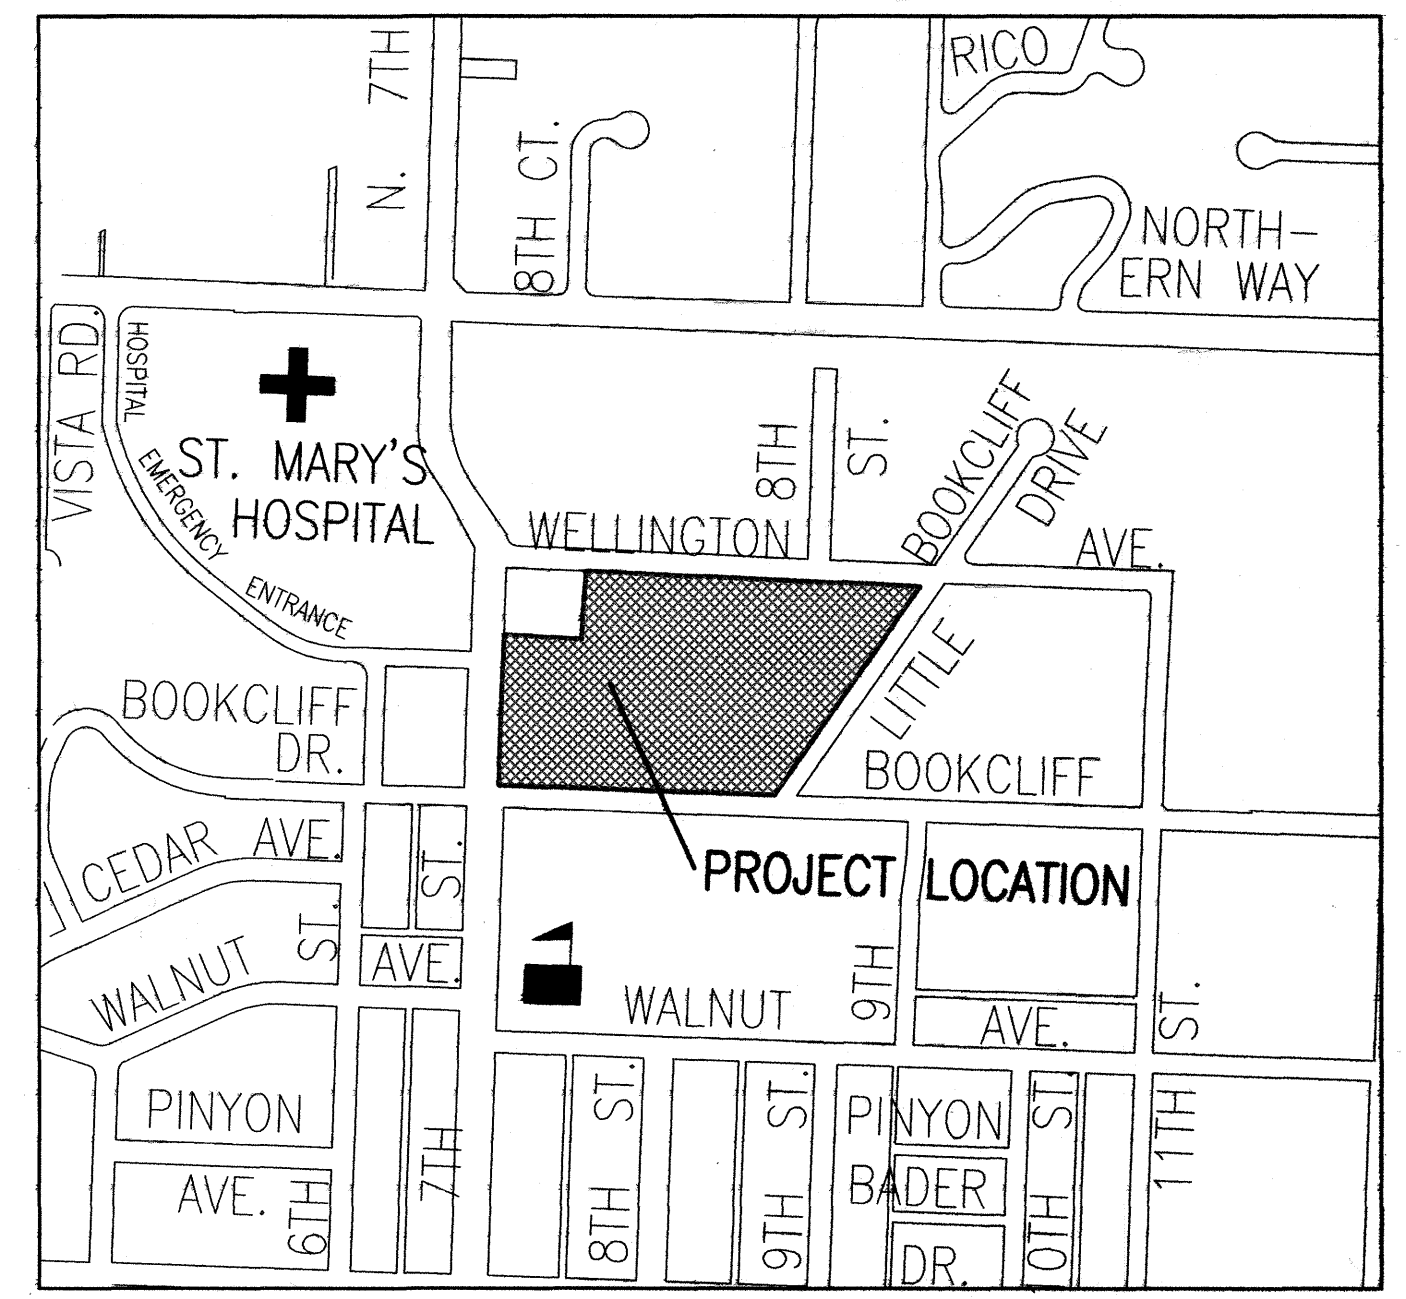 RICO
N. 7TH
8TH CT.
NORTH-
ERN WAY
VISTA RD.
HOSPITAL
EMERGENCY
ENTRANCE
ST. MARY'S
HOSPITAL
8TH ST.
BOOKCLIFF
DRIVE
WELLINGTON AVE.
LITTLE
BOOKCLIFF
BOOKCLIFF
DR.
CEDAR AVE.
ST.
PROJECT LOCATION
ST.
AVE.
WALNUT
WALNUT
9TH
AVE.
ST.
PINYON
AVE.
6TH
7TH
8TH ST.
9TH ST.
PINYON
BADER
DR.
10TH ST.
11TH